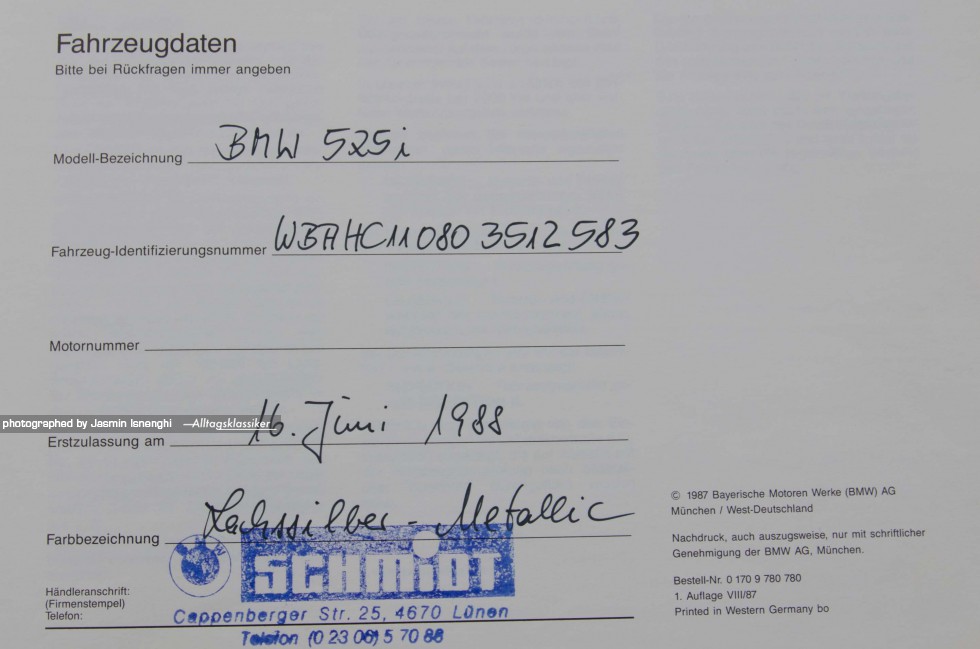 Fahrzeugdaten
Bitte bei Rückfragen immer angeben
Modell-Bezeichnung BMW 525i
Fahrzeug-Identifizierungsnummer WBAHC11080 3512583
Motornummer
photographed by Jasmin Isnenghi —Alltagsklassiker
Erstzulassung am 16. Juni 1988
Farbbezeichnung Lachssilber - Metallic
BMW
SCHMIDT
Händleranschrift:
(Firmenstempel)
Telefon:
Cappenberger Str. 25, 4670 Lünen
Telefon (0 23 06) 5 70 88
© 1987 Bayerische Motoren Werke (BMW) AG
München / West-Deutschland
Nachdruck, auch auszugsweise, nur mit schriftlicher
Genehmigung der BMW AG, München.
Bestell-Nr. 0 170 9 780 780
1. Auflage VIII/87
Printed in Western Germany bo